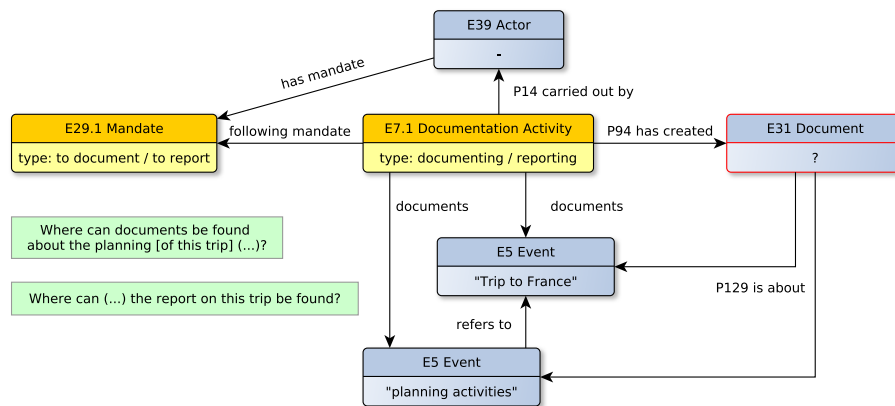 E39 Actor
-
has mandate
P14 carried out by
E29.1 Mandate
type: to document / to report
following mandate
E7.1 Documentation Activity
type: documenting / reporting
P94 has created
E31 Document
?
documents
documents
Where can documents be found
about the planning [of this trip] (...)?
E5 Event
"Trip to France"
Where can (...) the report on this trip be found?
P129 is about
refers to
E5 Event
"planning activities"